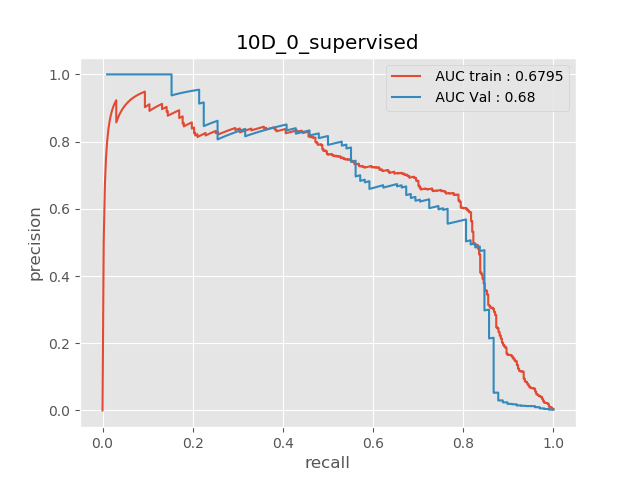 10D_0_supervised
AUC train : 0.6795
AUC Val : 0.68
1.0
0.8
0.6
0.4
0.2
0.0
precision
0.0 0.2 0.4 0.6 0.8 1.0
recall